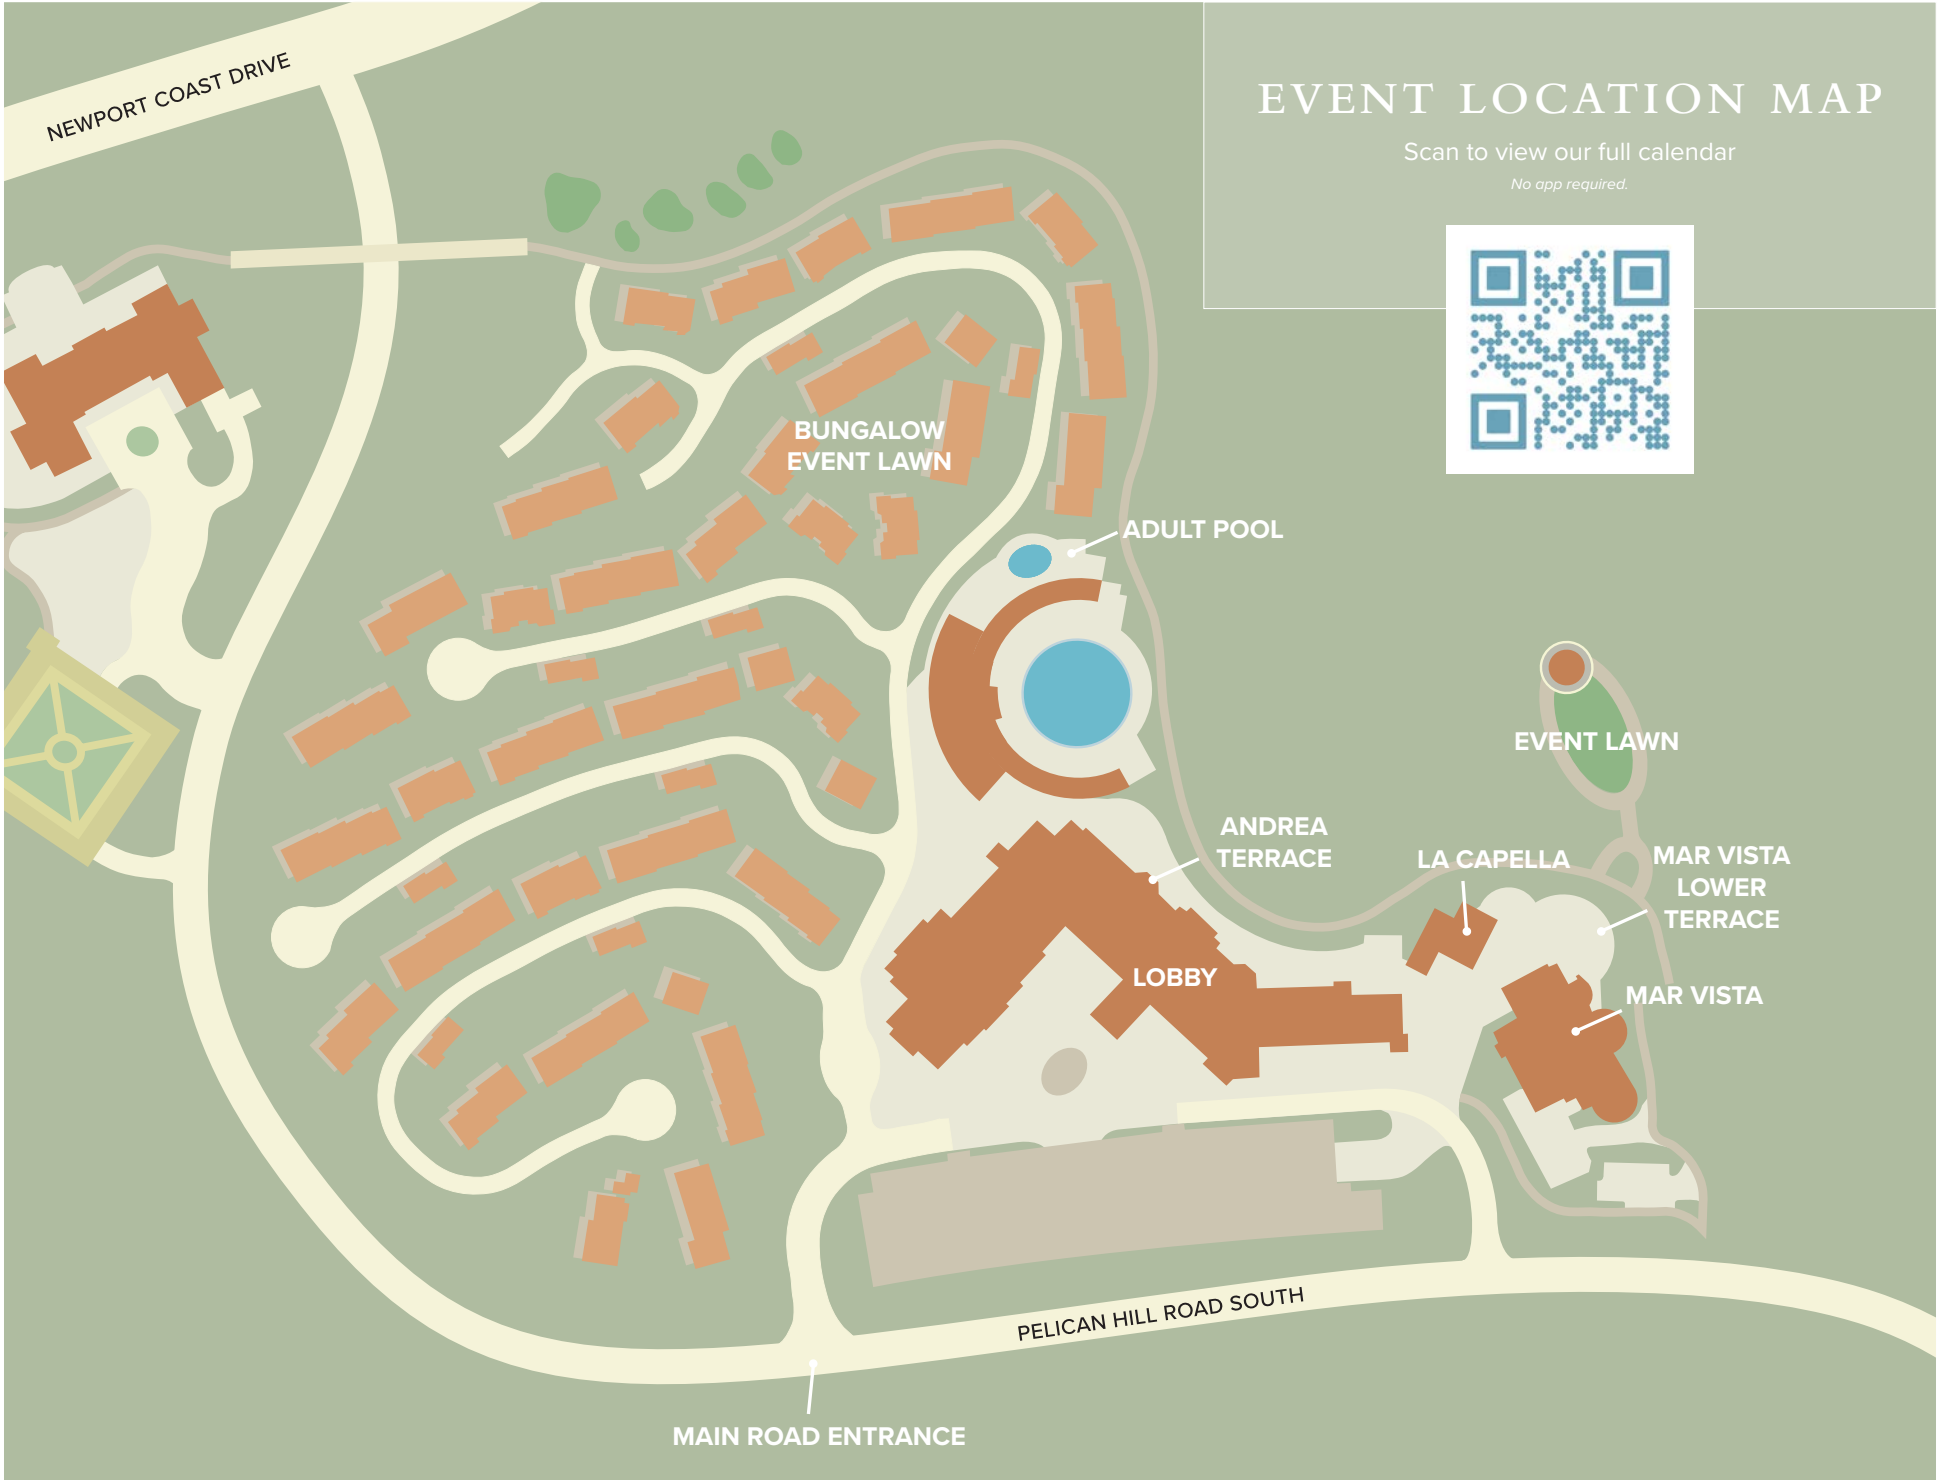 NEWPORT COAST DRIVE
EVENT LOCATION MAP
Scan to view our full calendar
No app required.
BUNGALOW
EVENT LAWN
ADULT POOL
EVENT LAWN
ANDREA
TERRACE
LA CAPELLA
MAR VISTA
LOWER
TERRACE
LOBBY
MAR VISTA
PELICAN HILL ROAD SOUTH
MAIN ROAD ENTRANCE